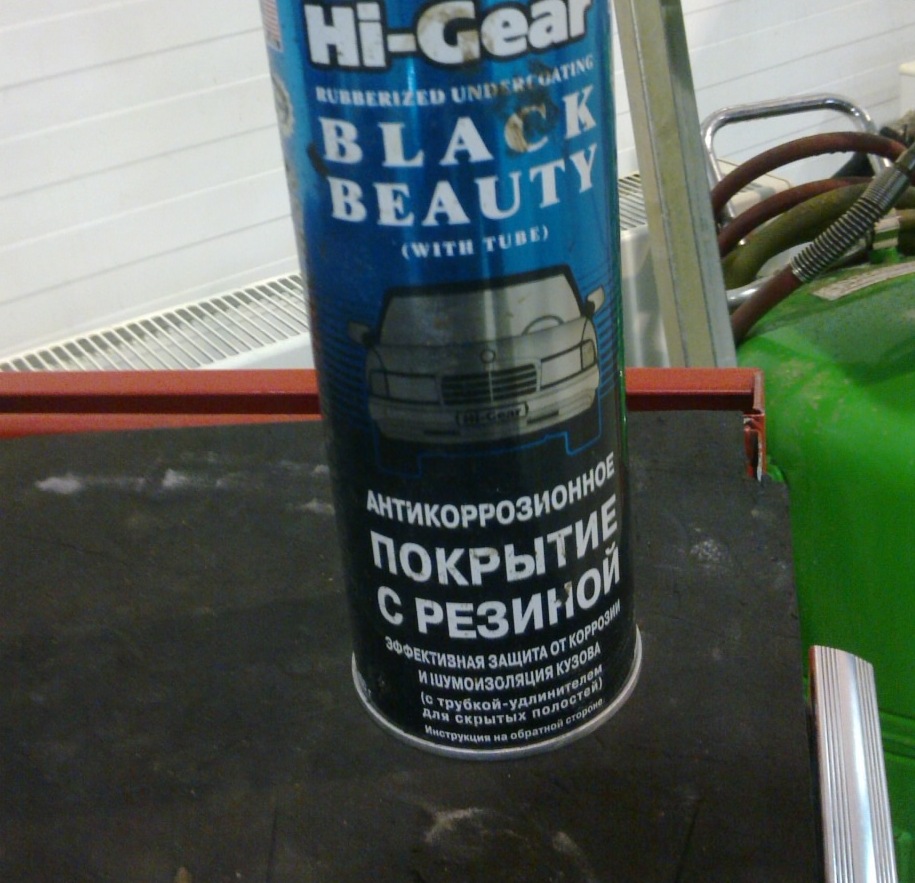 Hi-Gear
RUBBERIZED UNDERCOATING
BLACK
BEAUTY
(WITH TUBE)
Hi-Gear
АНТИКОРРОЗИОННОЕ
ПОКРЫТИЕ
С РЕЗИНОЙ
ЭФФЕКТИВНАЯ ЗАЩИТА ОТ КОРРОЗИИ
И ШУМОИЗОЛЯЦИЯ КУЗОВА
(с трубкой-удлинителем
для скрытых полостей)
Инструкция на обратной стороне